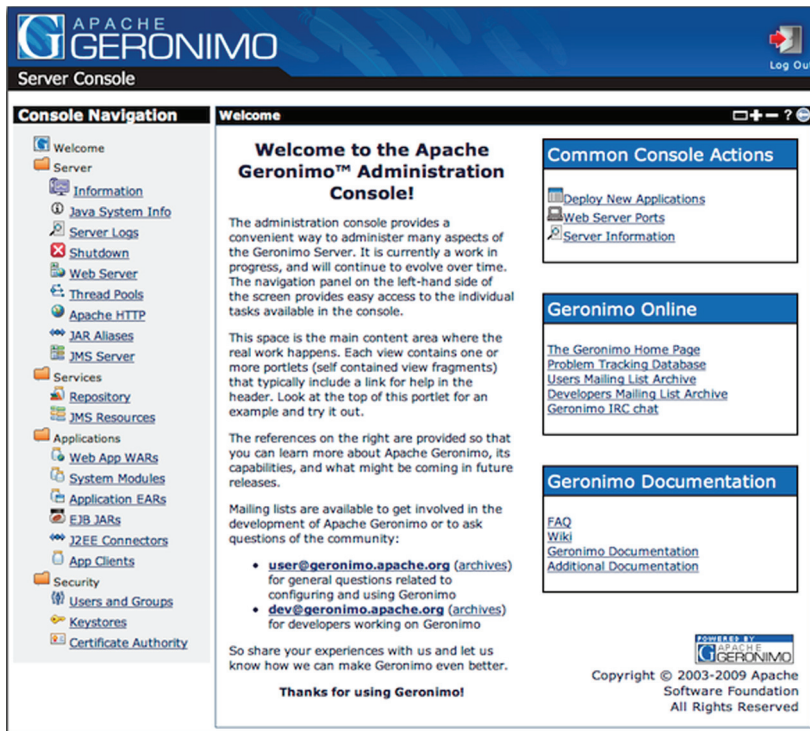 APACHE
GERONIMO
Log Out
Server Console
Console Navigation
Welcome
Server
Information
Java System Info
Server Logs
Shutdown
Web Server
Thread Pools
Apache HTTP
JAR Aliases
JMS Server
Services
Repository
JMS Resources
Applications
Web App WARs
System Modules
Application EARs
EJB JARs
J2EE Connectors
App Clients
Security
Users and Groups
Keystores
Certificate Authority
Welcome
Welcome to the Apache
Geronimo™ Administration
Console!
The administration console provides a
convenient way to administer many aspects of
the Geronimo Server. It is currently a work in
progress, and will continue to evolve over time.
The navigation panel on the left-hand side of
the screen provides easy access to the individual
tasks available in the console.
This space is the main content area where the
real work happens. Each view contains one or
more portlets (self contained view fragments)
that typically include a link for help in the
header. Look at the top of this portlet for an
example and try it out.
The references on the right are provided so that
you can learn more about Apache Geronimo, its
capabilities, and what might be coming in future
releases.
Mailing lists are available to get involved in the
development of Apache Geronimo or to ask
questions of the community:
• user@geronimo.apache.org (archives)
for general questions related to
configuring and using Geronimo
• dev@geronimo.apache.org (archives)
for developers working on Geronimo
So share your experiences with us and let us
know how we can make Geronimo even better.
Thanks for using Geronimo!
Common Console Actions
Deploy New Applications
Web Server Ports
Server Information
Geronimo Online
The Geronimo Home Page
Problem Tracking Database
Users Mailing List Archive
Developers Mailing List Archive
Geronimo IRC chat
Geronimo Documentation
FAQ
Wiki
Geronimo Documentation
Additional Documentation
POWERED BY
APACHE
GERONIMO
Copyright © 2003-2009 Apache
Software Foundation
All Rights Reserved